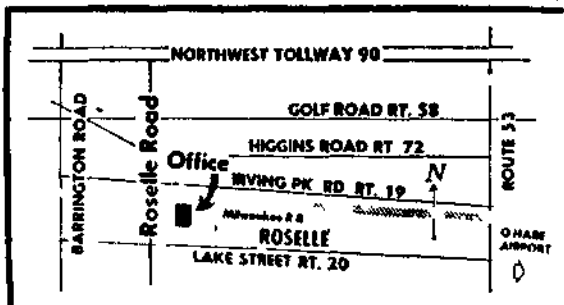 NORTHWEST TOLLWAY 90
BARRINGTON ROAD
Roselle Road
GOLF ROAD RT. 58
HIGGINS ROAD RT 72
ROUTE 53
Office
N
IRVING PK RD RT. 19
Milwaukee R R
ROSELLE
O HARE
AIRPORT
LAKE STREET RT. 20